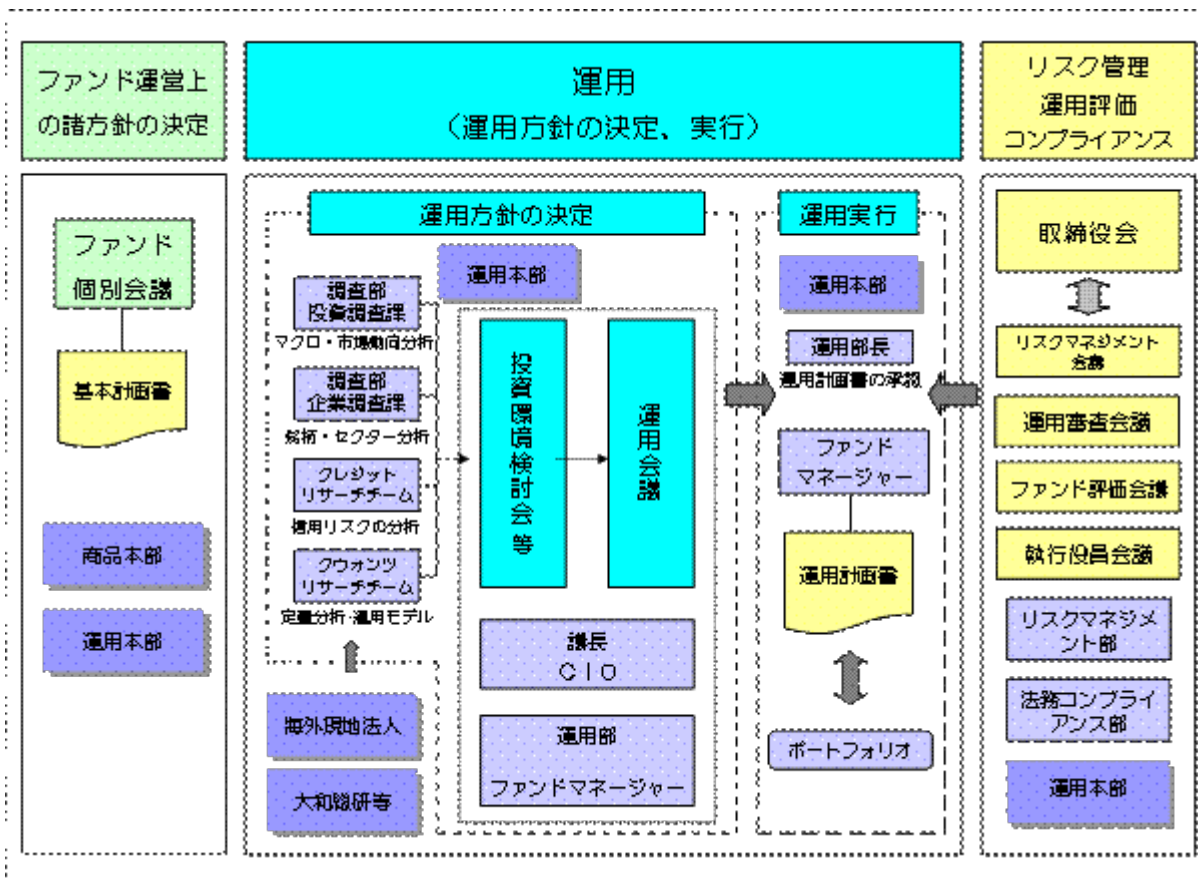 ファンド運営上
の諸方針の決定
運用
（運用方針の決定、実行）
リスク管理
運用評価
コンプライアンス
ファンド
個別会議
基本計画書
商品本部
運用本部
運用方針の決定
運用本部
調査部
投資調査課
マクロ・市場動向分析
調査部
企業調査課
銘柄・セクター分析
クレジット
リサーチチーム
信用リスクの分析
クウォンツ
リサーチチーム
定量分析・運用モデル
海外現地法人
大和総研等
投資環境検討会等
運用会議
議長
ＣＩＯ
運用部
ファンドマネージャー
運用実行
運用本部
運用部長
運用計画書の承認
ファンド
マネージャー
運用計画書
ポートフォリオ
取締役会
リスクマネジメント
会議
運用審査会議
ファンド評価会議
執行役員会議
リスクマネジメ
ント部
法務コンプライ
アンス部
運用本部